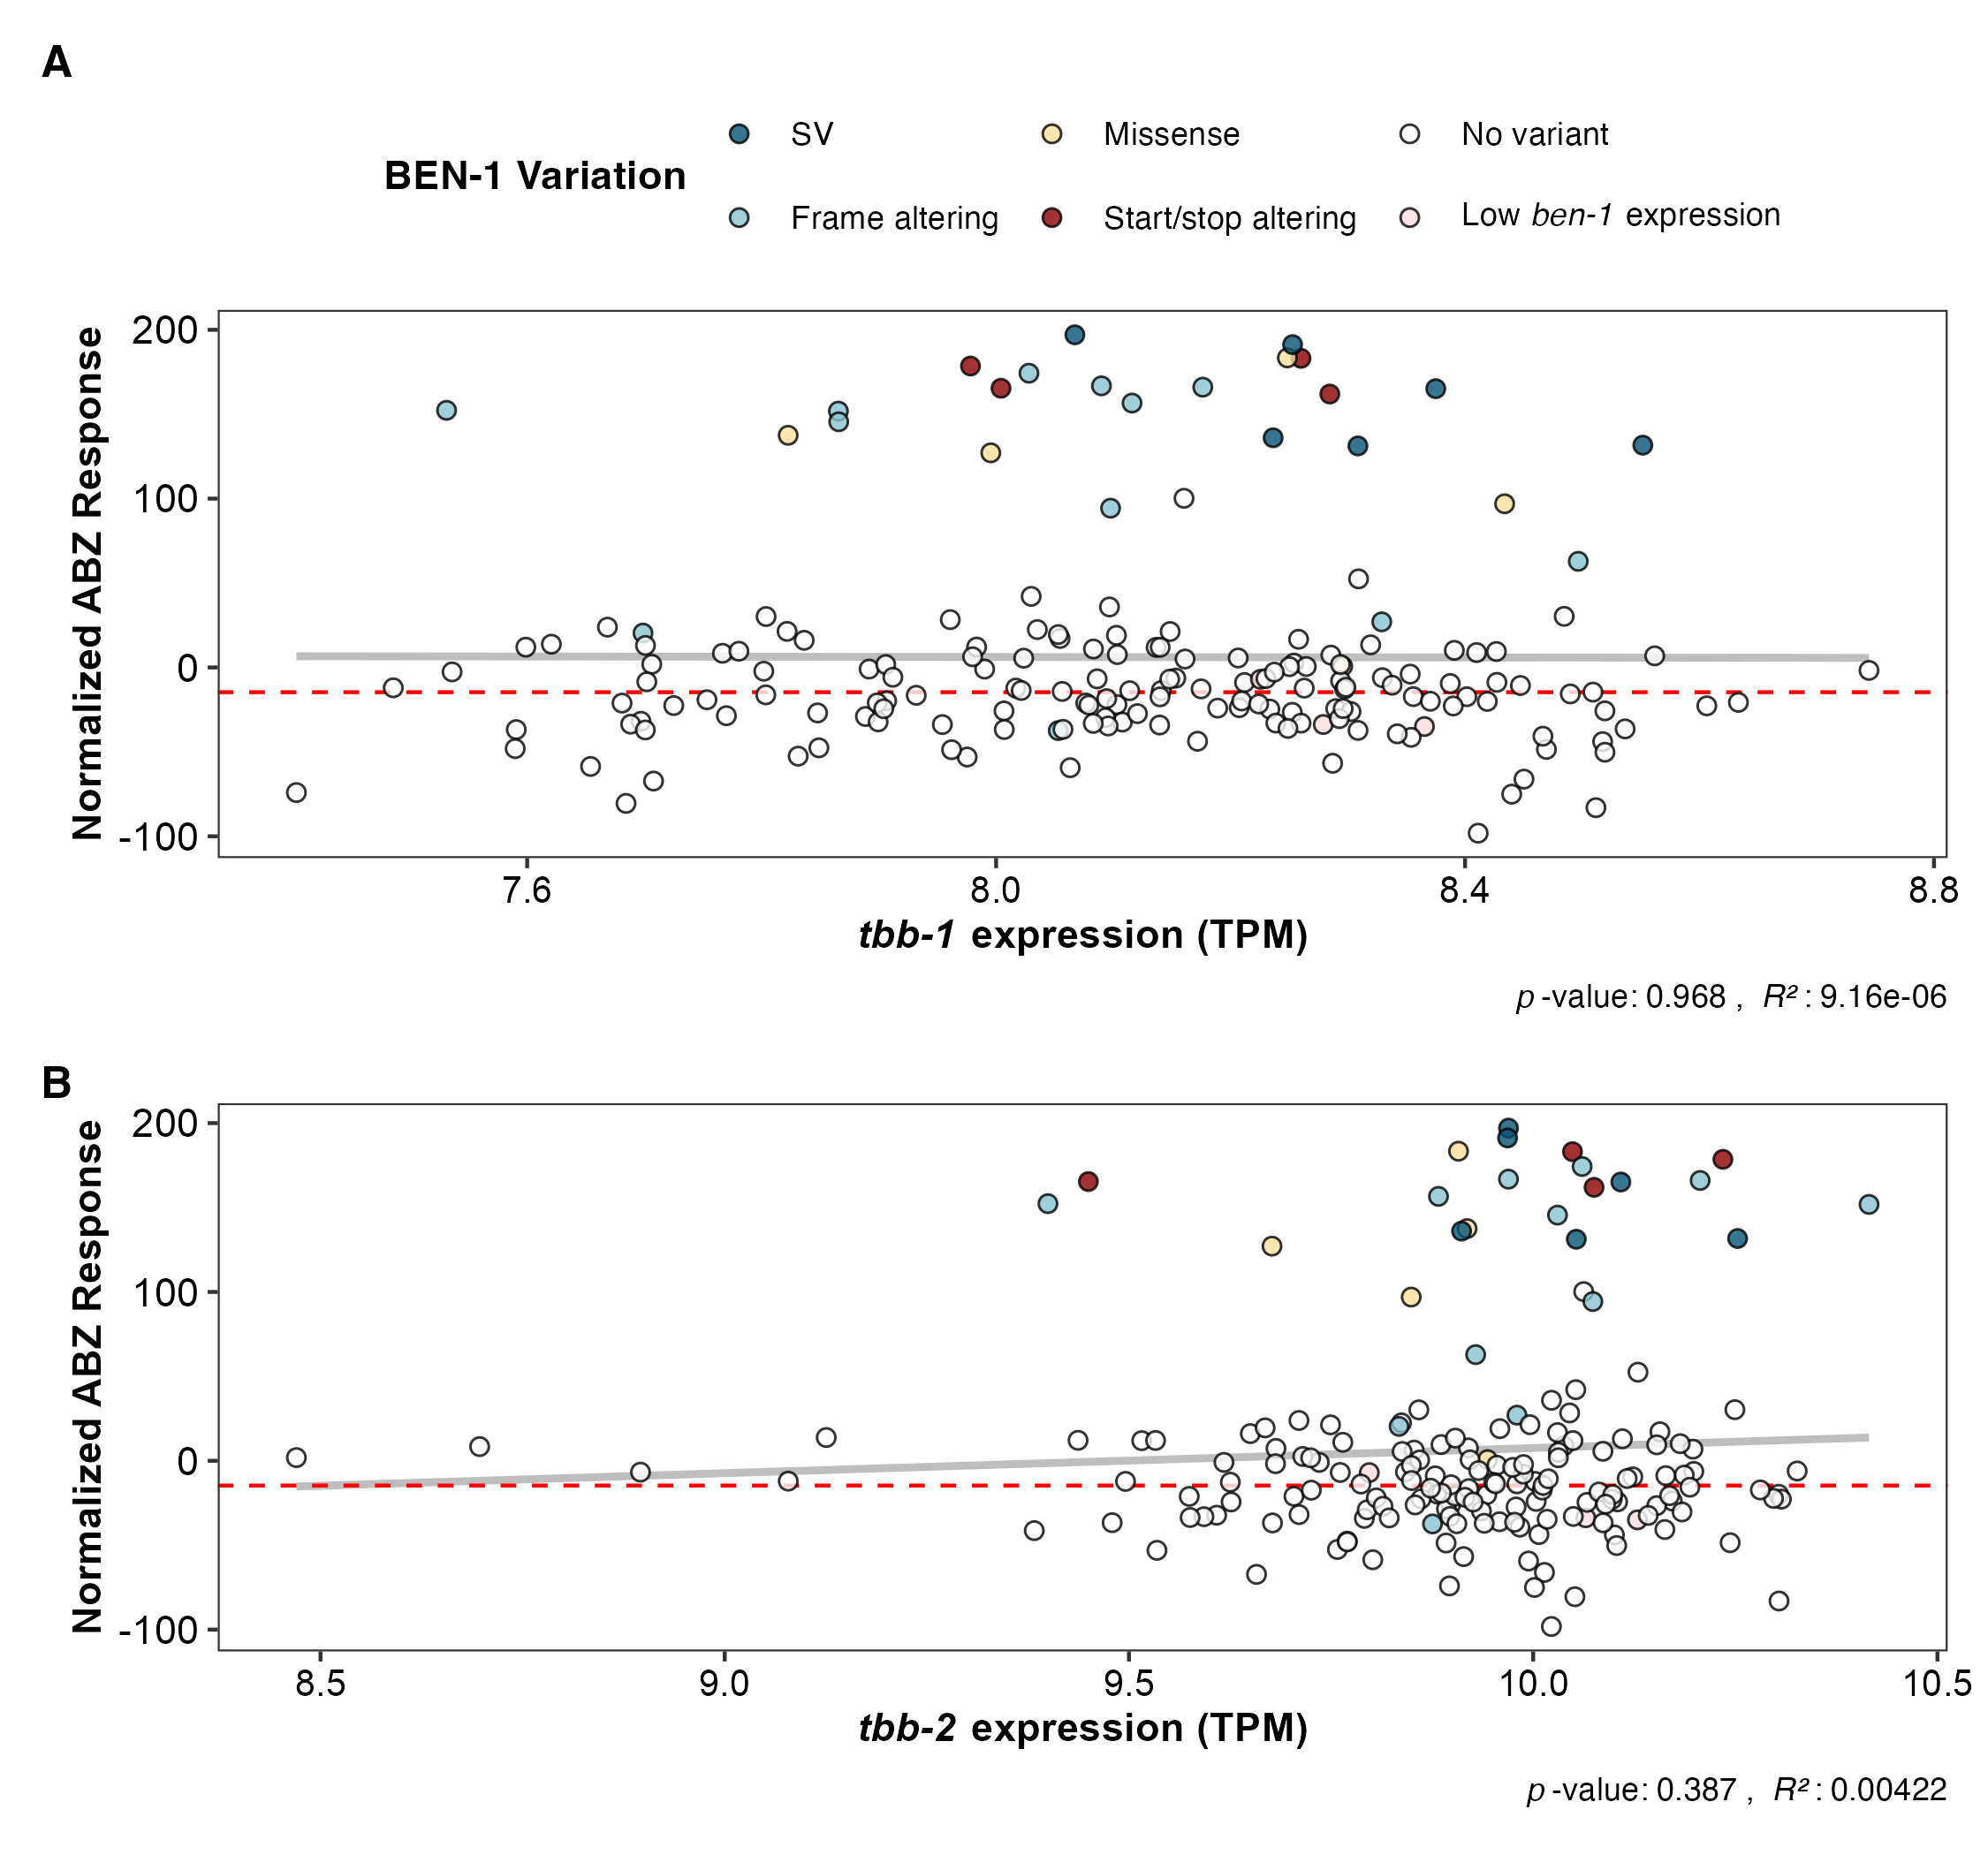 A
BEN-1 Variation
SV
Missense
No variant
Frame altering
Start/stop altering
Low ben-1 expression
Normalized ABZ Response
200
100
0
-100
7.6
8.0
8.4
8.8
tbb-1 expression (TPM)
p -value: 0.968 , R² : 9.16e-06
B
Normalized ABZ Response
200
100
0
-100
8.5
9.0
9.5
10.0
10.5
tbb-2 expression (TPM)
p -value: 0.387 , R² : 0.00422